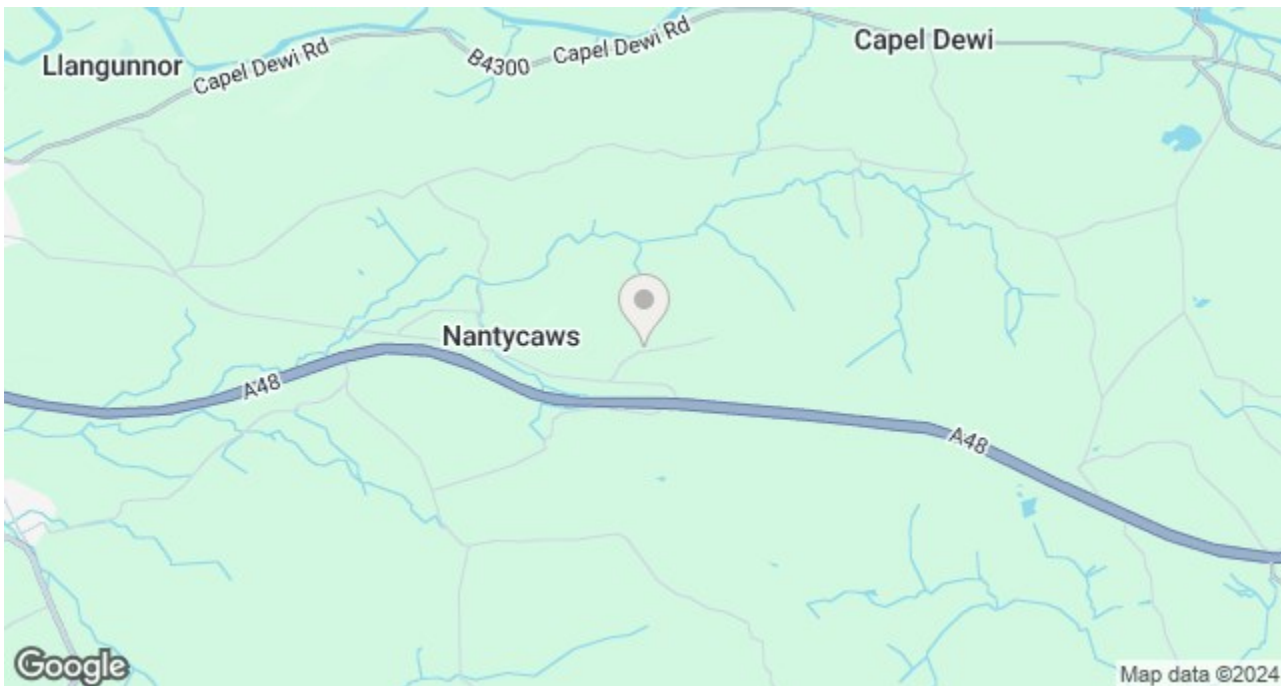 Llangunnor
Capel Dewi Rd
B4300
Capel Dewi Rd
Capel Dewi
Nantycaws
A48
A48
Google
Map data ©2024